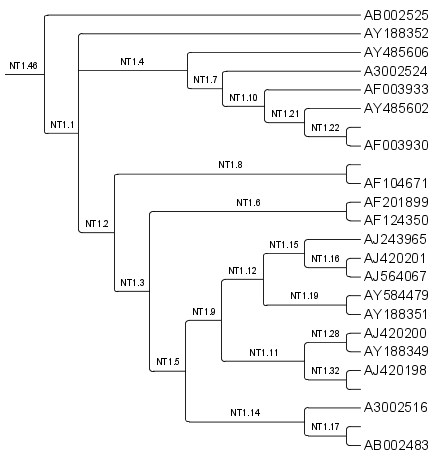 AB002525
AY188352
AY485606
NT1.4
NT1.46
A3002524
NT1.7
AF003933
NT1.10
AY485602
NT1.21
NT1.1
NT1.22
AF003930
NT1.8
AF104671
AF201899
NT1.6
AF124350
NT1.2
AJ243965
NT1.15
AJ420201
NT1.16
NT1.12
AJ564067
NT1.3
AY584479
NT1.19
AY188351
NT1.9
AJ420200
NT1.28
AY188349
NT1.11
NT1.5
AJ420198
NT1.32
A3002516
NT1.14
NT1.17
AB002483